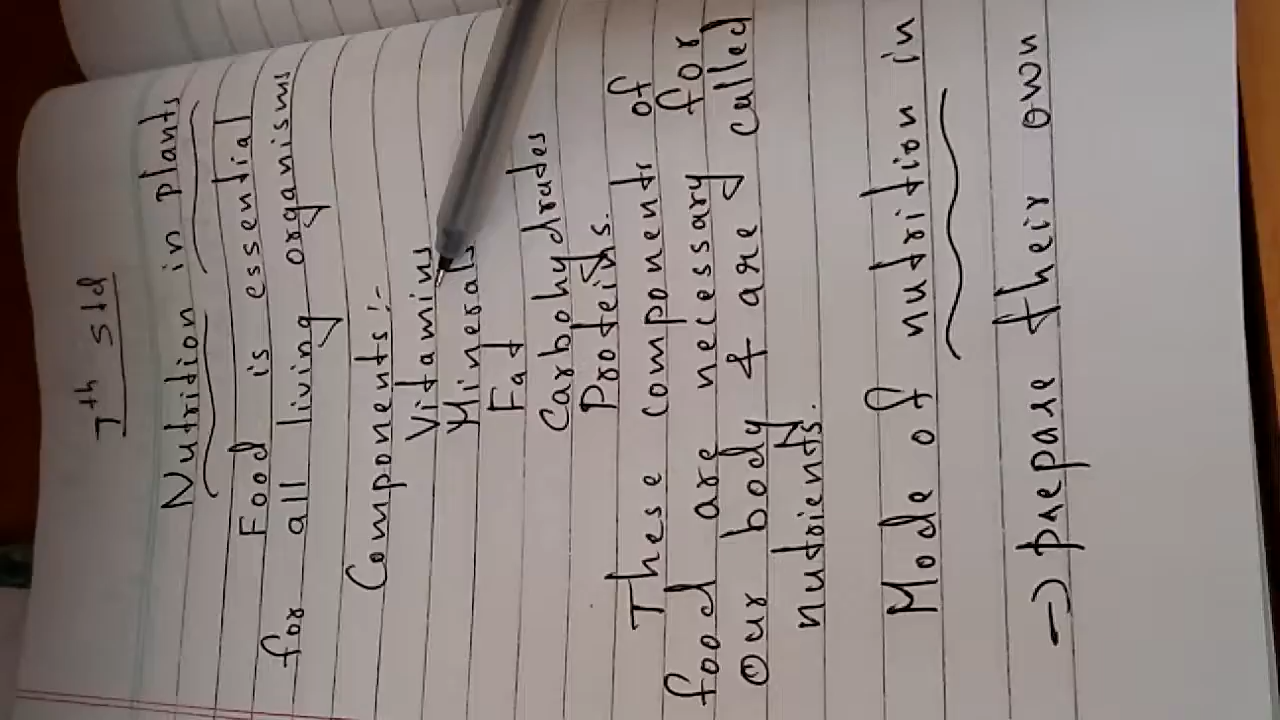 7th std
Nutrition in plants
Food is essential
for all living organisms
Components:-
Vitamins
Minerals
Fat
Carbohydrates
Proteins.
These components of
food are necessary for
our body & are called
nutrients.
Mode of nutrition in
→ prepare their own